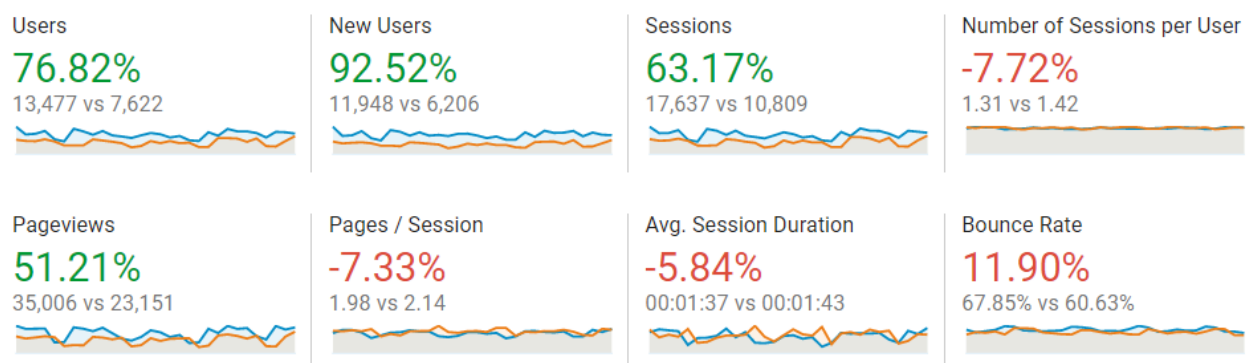 Users
76.82%
13,477 vs 7,622
New Users
92.52%
11,948 vs 6,206
Sessions
63.17%
17,637 vs 10,809
Number of Sessions per User
-7.72%
1.31 vs 1.42
Pageviews
51.21%
35,006 vs 23,151
Pages / Session
-7.33%
1.98 vs 2.14
Avg. Session Duration
-5.84%
00:01:37 vs 00:01:43
Bounce Rate
11.90%
67.85% vs 60.63%